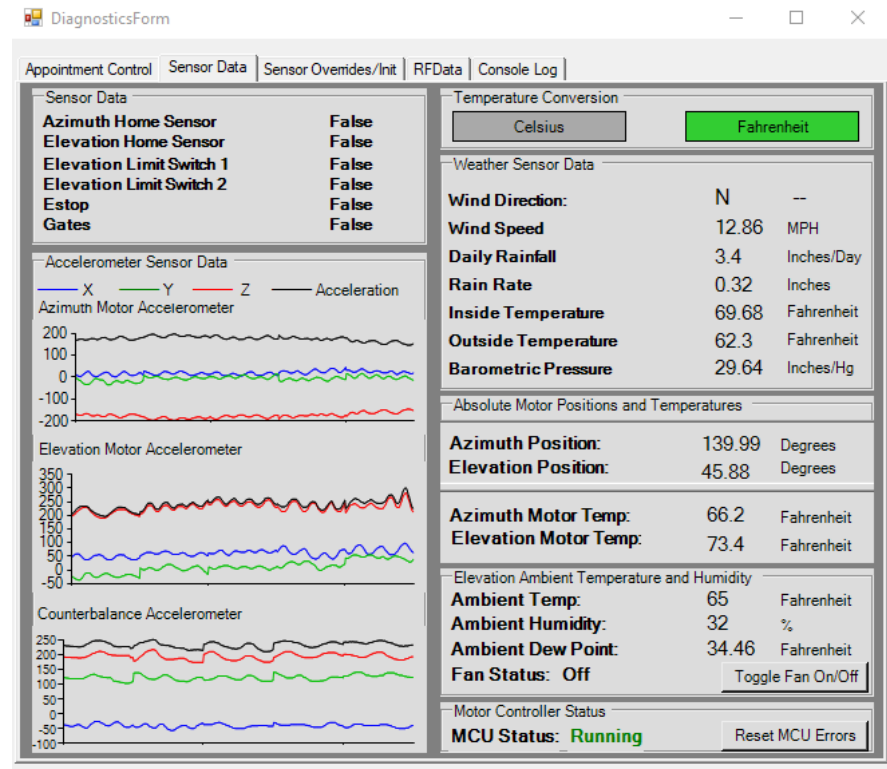 DiagnosticsForm
Appointment Control Sensor Data Sensor Overrides/Init RFData Console Log
Sensor Data
Azimuth Home Sensor False
Elevation Home Sensor False
Elevation Limit Switch 1 False
Elevation Limit Switch 2 False
Estop False
Gates False
Accelerometer Sensor Data
X Y Z Acceleration
Azimuth Motor Accelerometer
200
100
0
-100
-200
Elevation Motor Accelerometer
350
300
250
200
150
100
50
0
-50
Counterbalance Accelerometer
250
200
150
100
50
0
-50
-100
Temperature Conversion
Celsius Fahrenheit
Weather Sensor Data
Wind Direction: N --
Wind Speed 12.86 MPH
Daily Rainfall 3.4 Inches/Day
Rain Rate 0.32 Inches
Inside Temperature 69.68 Fahrenheit
Outside Temperature 62.3 Fahrenheit
Barometric Pressure 29.64 Inches/Hg
Absolute Motor Positions and Temperatures
Azimuth Position: 139.99 Degrees
Elevation Position: 45.88 Degrees
Azimuth Motor Temp: 66.2 Fahrenheit
Elevation Motor Temp: 73.4 Fahrenheit
Elevation Ambient Temperature and Humidity
Ambient Temp: 65 Fahrenheit
Ambient Humidity: 32 %
Ambient Dew Point: 34.46 Fahrenheit
Fan Status: Off Toggle Fan On/Off
Motor Controller Status
MCU Status: Running Reset MCU Errors